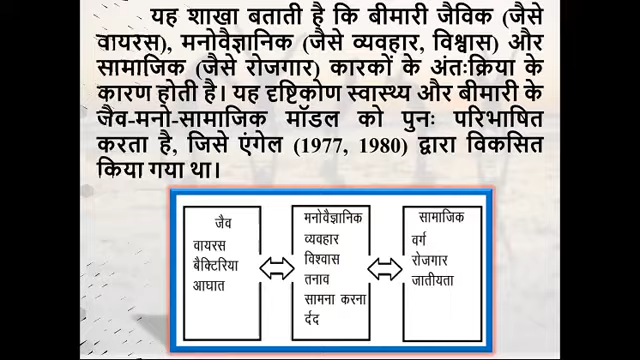 यह शाखा बताती है कि बीमारी जैविक (जैसे
वायरस), मनोवैज्ञानिक (जैसे व्यवहार, विश्वास) और
सामाजिक (जैसे रोजगार) कारकों के अंतःक्रिया के
कारण होती है। यह दृष्टिकोण स्वास्थ्य और बीमारी के
जैव-मनो-सामाजिक मॉडल को पुनः परिभाषित
करता है, जिसे एंगेल (1977, 1980) द्वारा विकसित
किया गया था।
जैव
वायरस
बैक्टिरिया
आघात
मनोवैज्ञानिक
व्यवहार
विश्वास
तनाव
सामना करना
र्दद
सामाजिक
वर्ग
रोजगार
जातीयता